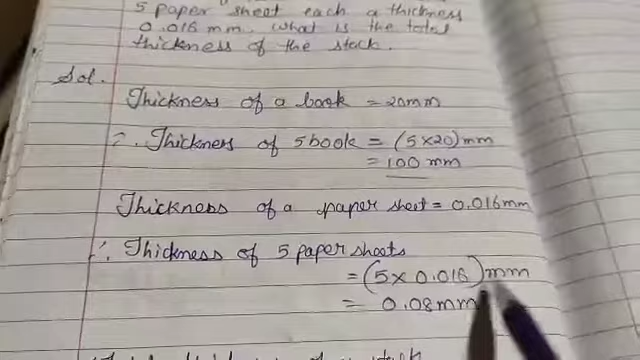 5 paper sheet each a thickness
0.016 mm. What is the total
thickness of the stack.
Sol.
Thickness of a book = 20mm
∴ Thickness of 5 book = (5×20)mm
= 100 mm
Thickness of a paper sheet = 0.016mm
∴ Thickness of 5 paper sheets
= (5 × 0.016) mm
= 0.08mm